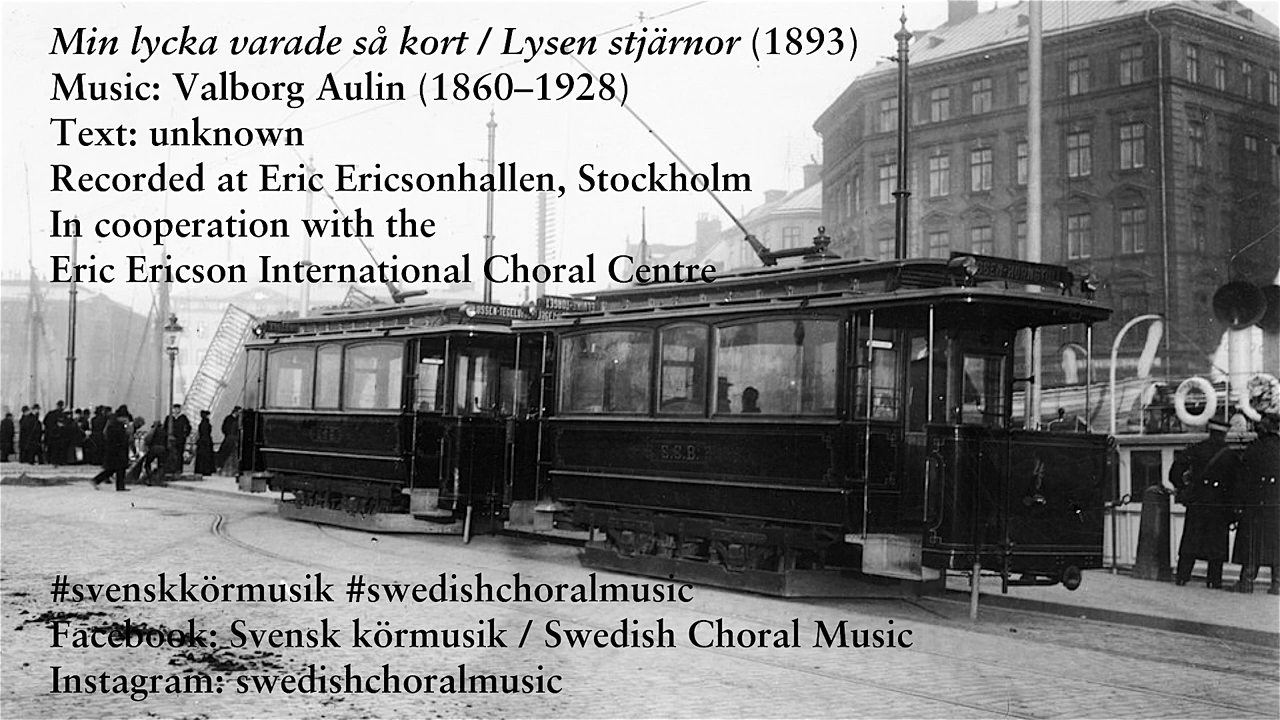 Min lycka varade så kort / Lysen stjärnor (1893)
Music: Valborg Aulin (1860–1928)
Text: unknown
Recorded at Eric Ericsonhallen, Stockholm
In cooperation with the
Eric Ericson International Choral Centre
S.S.B.
4
#svenskkörmusik #swedishchoralmusic
Facebook: Svensk körmusik / Swedish Choral Music
Instagram: swedishchoralmusic